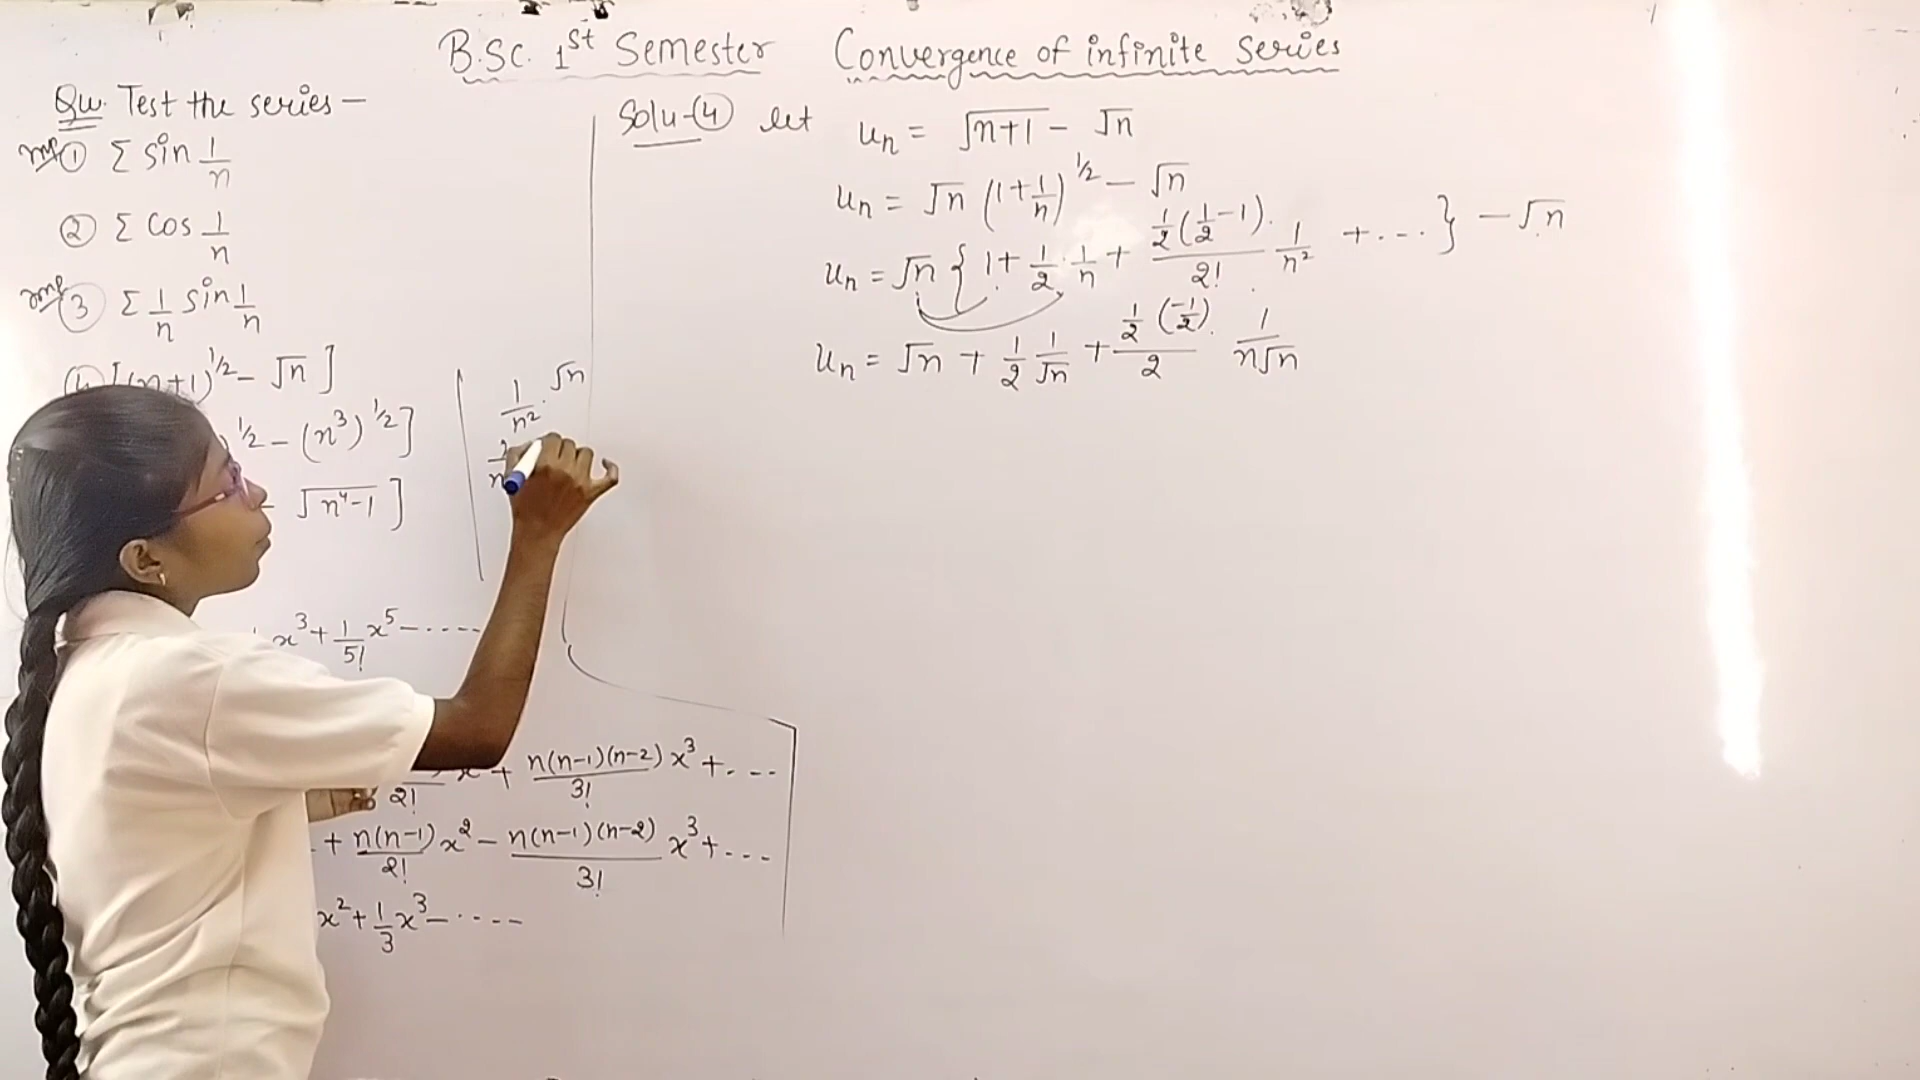 B.Sc. 1st Semester Convergence of infinite series
Qu. Test the series —
① Σ sin 1/n
② Σ cos 1/n
③ Σ 1/n sin 1/n
[(n+1)^1/2 - √n ]
)^1/2 - (n³)^1/2]
- √(n⁴-1) ]
x³ + 1/5! x⁵ - ....
2! x + n(n-1)(n-2)/3! x³ + ....
+ n(n-1)/2! x² - n(n-1)(n-2)/3! x³ + ...
x² + 1/3 x³ - ....
1/n² . √n
Solu-④ let uₙ = √(n+1) - √n
uₙ = √n (1+1/n)^1/2 - √n
uₙ = √n { 1 + 1/2 . 1/n + 1/2(1/2-1)/2! . 1/n² + .... } - √n
uₙ = √n + 1/2 1/√n + 1/2 (-1/2)/2 . 1/n√n